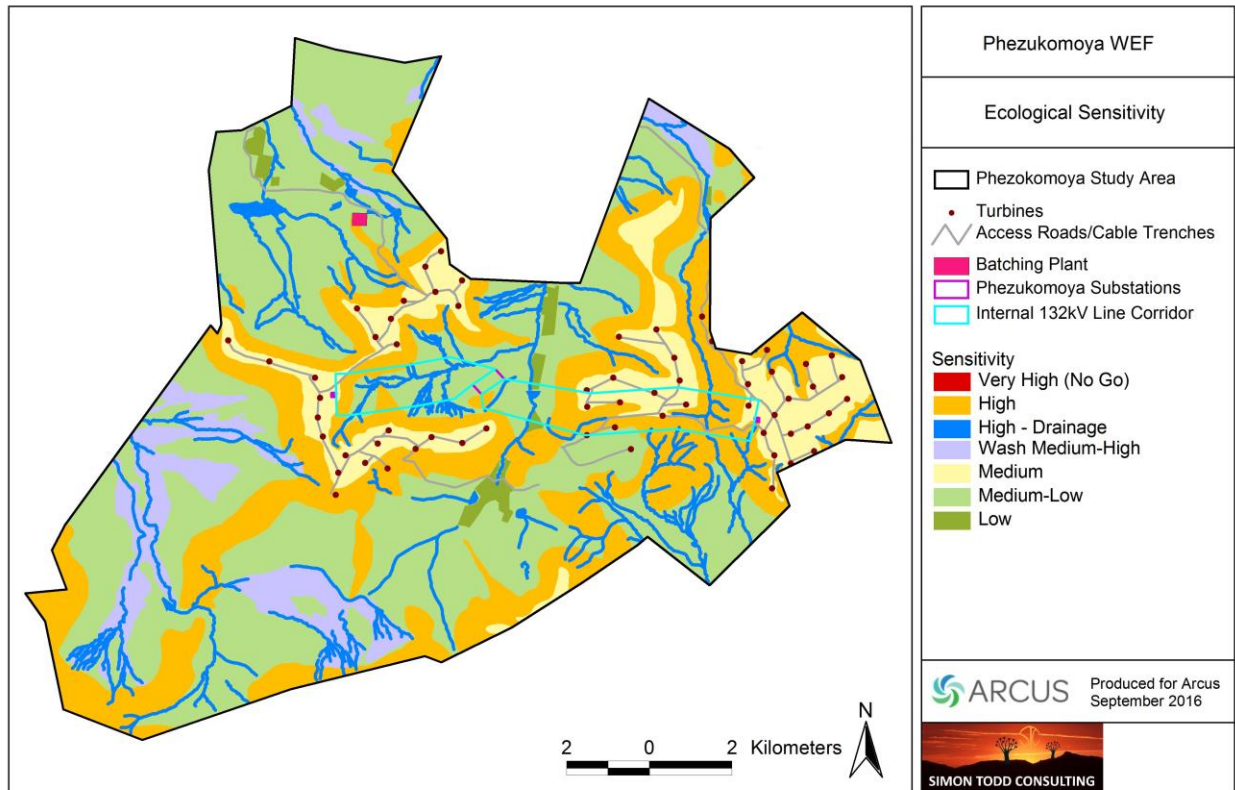 Phezukomoya WEF
Ecological Sensitivity
Phezokomoya Study Area
Turbines
Access Roads/Cable Trenches
Batching Plant
Phezukomoya Substations
Internal 132kV Line Corridor
Sensitivity
Very High (No Go)
High
High - Drainage
Wash Medium-High
Medium
Medium-Low
Low
N
2 0 2 Kilometers
ARCUS
Produced for Arcus
September 2016
SIMON TODD CONSULTING